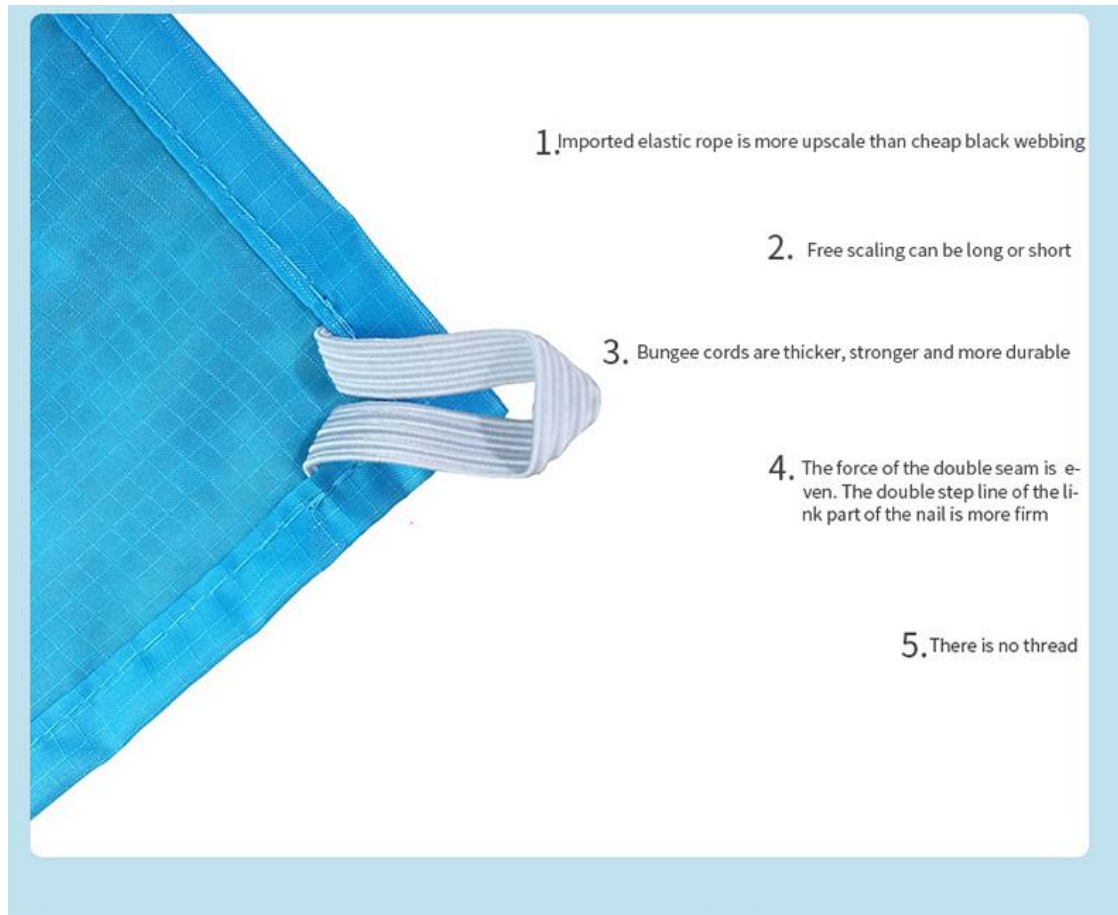 1. Imported elastic rope is more upscale than cheap black webbing
2. Free scaling can be long or short
3. Bungee cords are thicker, stronger and more durable
4. The force of the double seam is e-
ven. The double step line of the li-
nk part of the nail is more firm
5. There is no thread